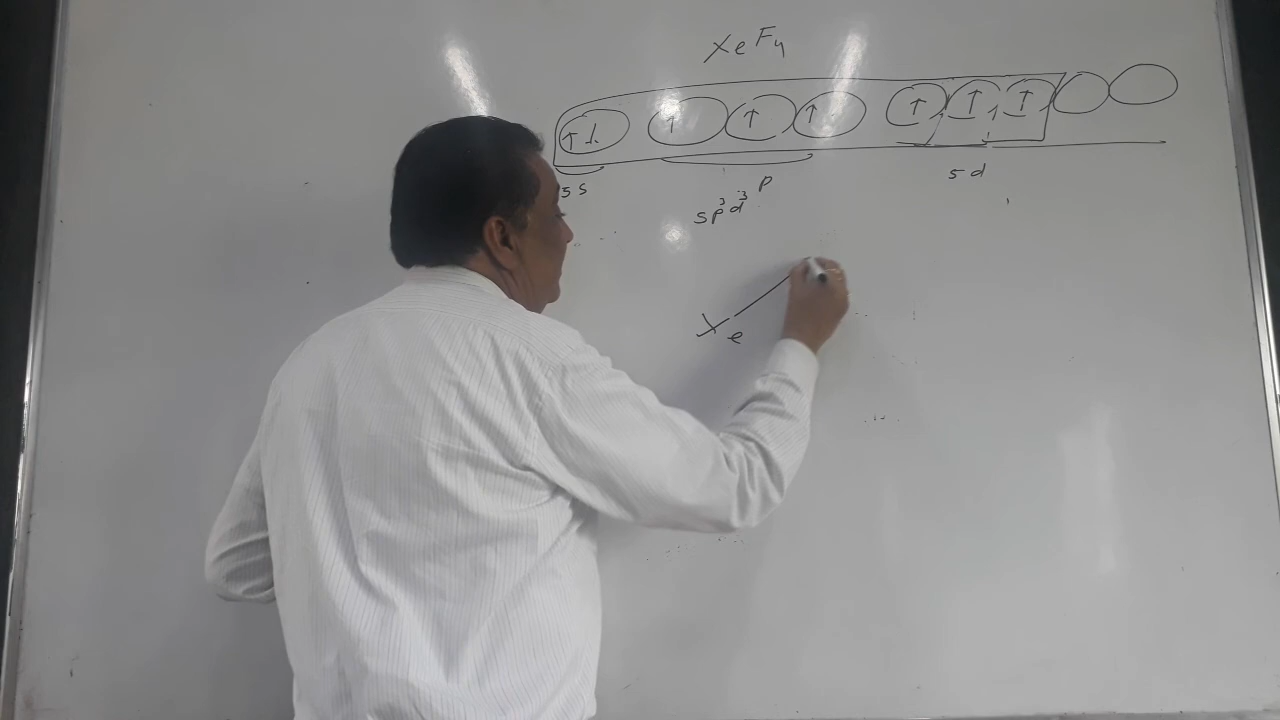 XeF4
↑↓ ↑ ↑ ↑ ↑ ↑ ↑
5s p 5d
sp³d³
Xe